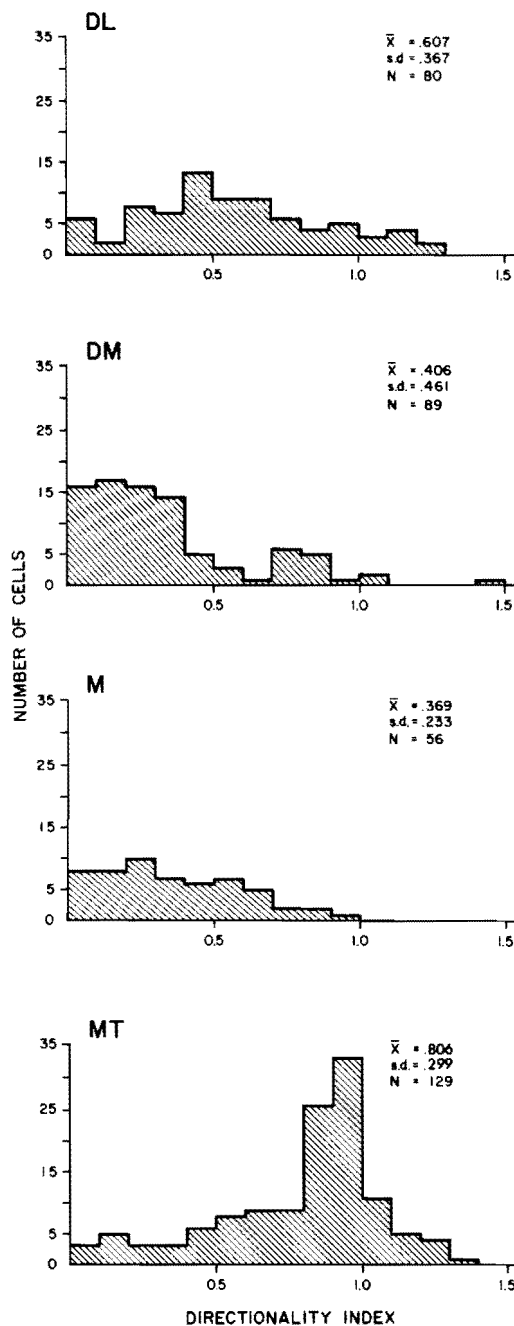 DL
X̄ = .607
s.d = .367
N = 80
35
25
15
5
0
0.5 1.0 1.5
DM
X̄ = .406
s.d. = .461
N = 89
35
25
15
5
0
0.5 1.0 1.5
NUMBER OF CELLS
M
X̄ = .369
s.d. = .233
N = 56
35
25
15
5
0
0.5 1.0 1.5
MT
X̄ = .806
s.d. = .299
N = 129
35
25
15
5
0
0.5 1.0 1.5
DIRECTIONALITY INDEX